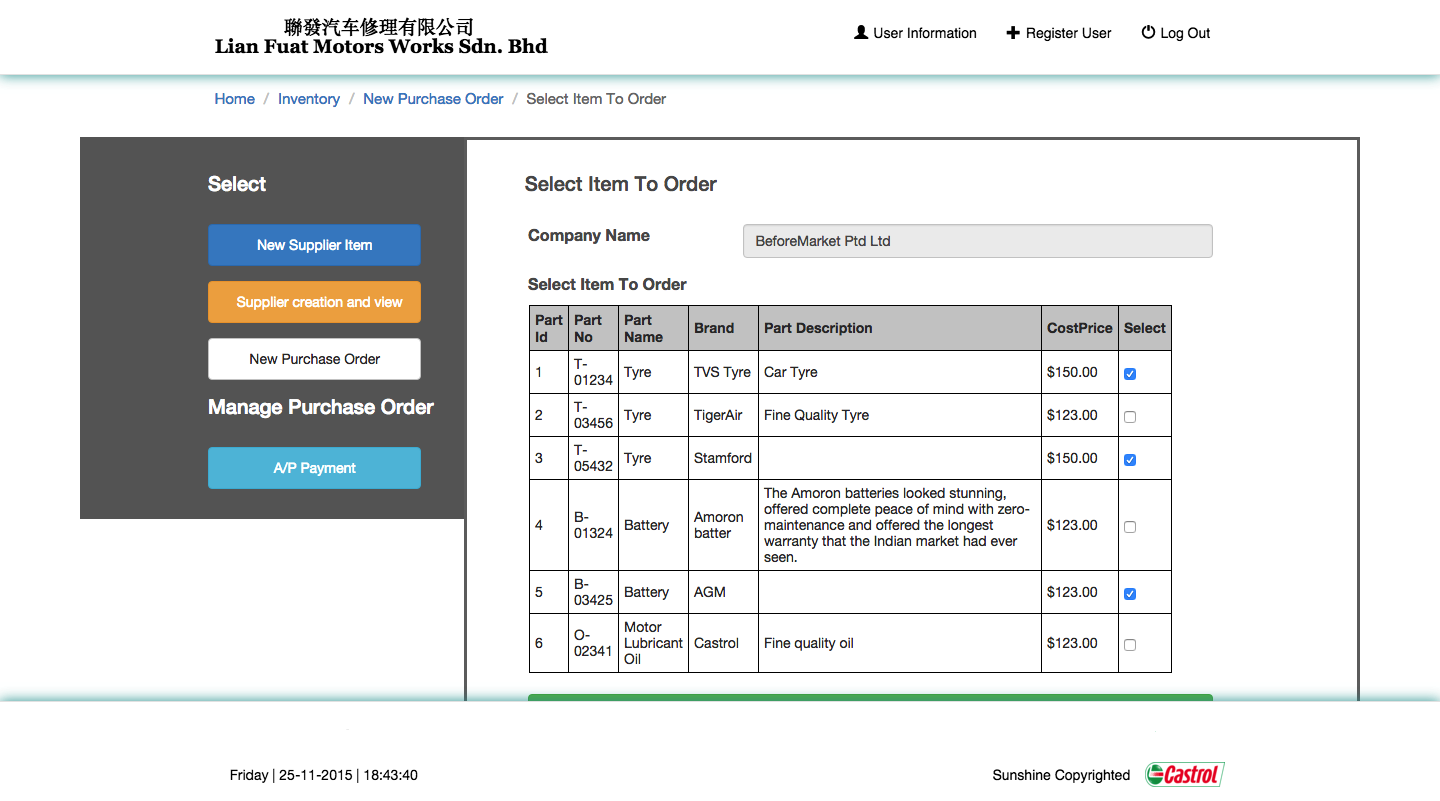 聯發汽车修理有限公司
Lian Fuat Motors Works Sdn. Bhd
User Information Register User Log Out
Home / Inventory / New Purchase Order / Select Item To Order
Select
New Supplier Item
Supplier creation and view
New Purchase Order
Manage Purchase Order
A/P Payment
Select Item To Order
Company Name BeforeMarket Ptd Ltd
Select Item To Order
Part Id Part No Part Name Brand Part Description CostPrice Select
1 T-01234 Tyre TVS Tyre Car Tyre $150.00
2 T-03456 Tyre TigerAir Fine Quality Tyre $123.00
3 T-05432 Tyre Stamford $150.00
4 B-01324 Battery Amoron batter The Amoron batteries looked stunning, offered complete peace of mind with zero-maintenance and offered the longest warranty that the Indian market had ever seen. $123.00
5 B-03425 Battery AGM $123.00
6 O-02341 Motor Lubricant Oil Castrol Fine quality oil $123.00
Friday | 25-11-2015 | 18:43:40
Sunshine Copyrighted Castrol